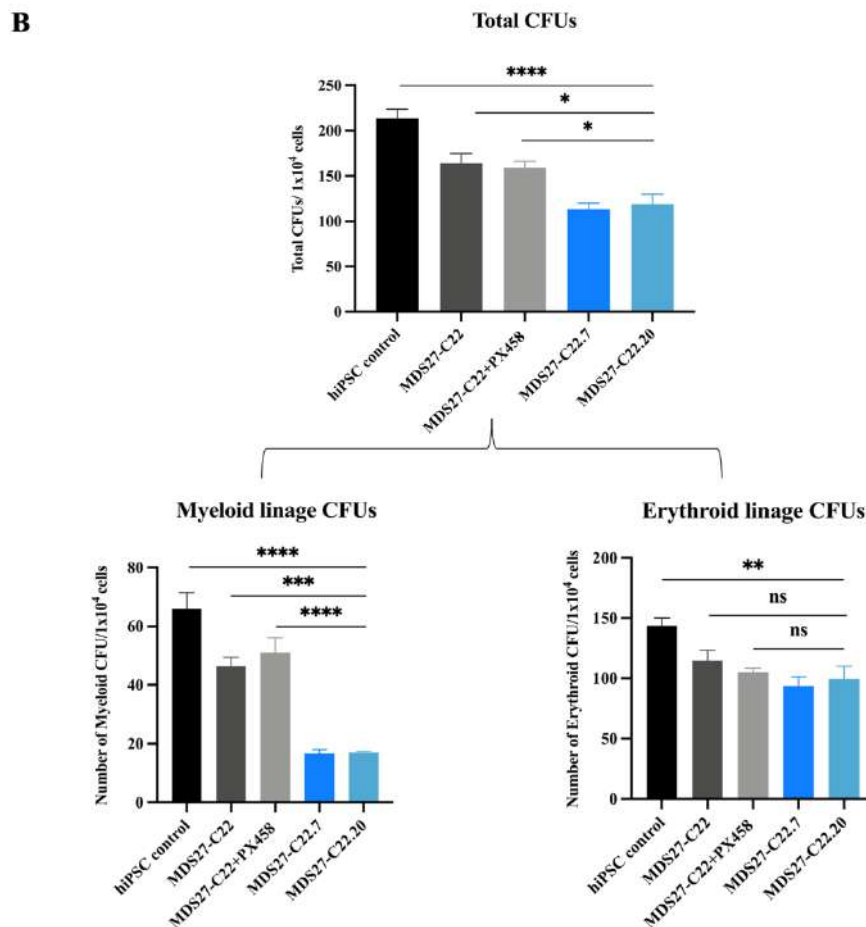 B
Total CFUs
Total CFUs/ 1x10⁴ cells
250
200
150
100
50
0
****
*
*
hiPSC control
MDS27-C22
MDS27-C22+PX458
MDS27-C22.7
MDS27-C22.20
Myeloid linage CFUs
Number of Myeloid CFU/1x10⁴ cells
80
60
40
20
0
****
***
****
hiPSC control
MDS27-C22
MDS27-C22+PX458
MDS27-C22.7
MDS27-C22.20
Erythroid linage CFUs
Number of Erythroid CFU/1x10⁴ cells
200
150
100
50
0
**
ns
ns
hiPSC control
MDS27-C22
MDS27-C22+PX458
MDS27-C22.7
MDS27-C22.20